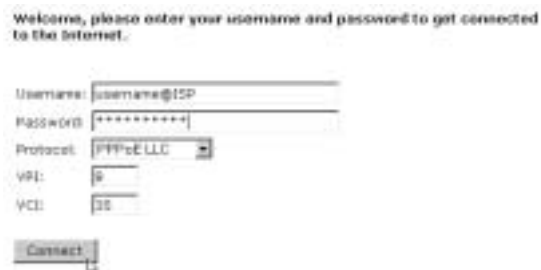 Welcome, please enter your username and password to get connected
to the Internet.
Username: username@ISP
Password: **********
Protocol: PPPoE LLC
VPI:
VCI: 35
Connect